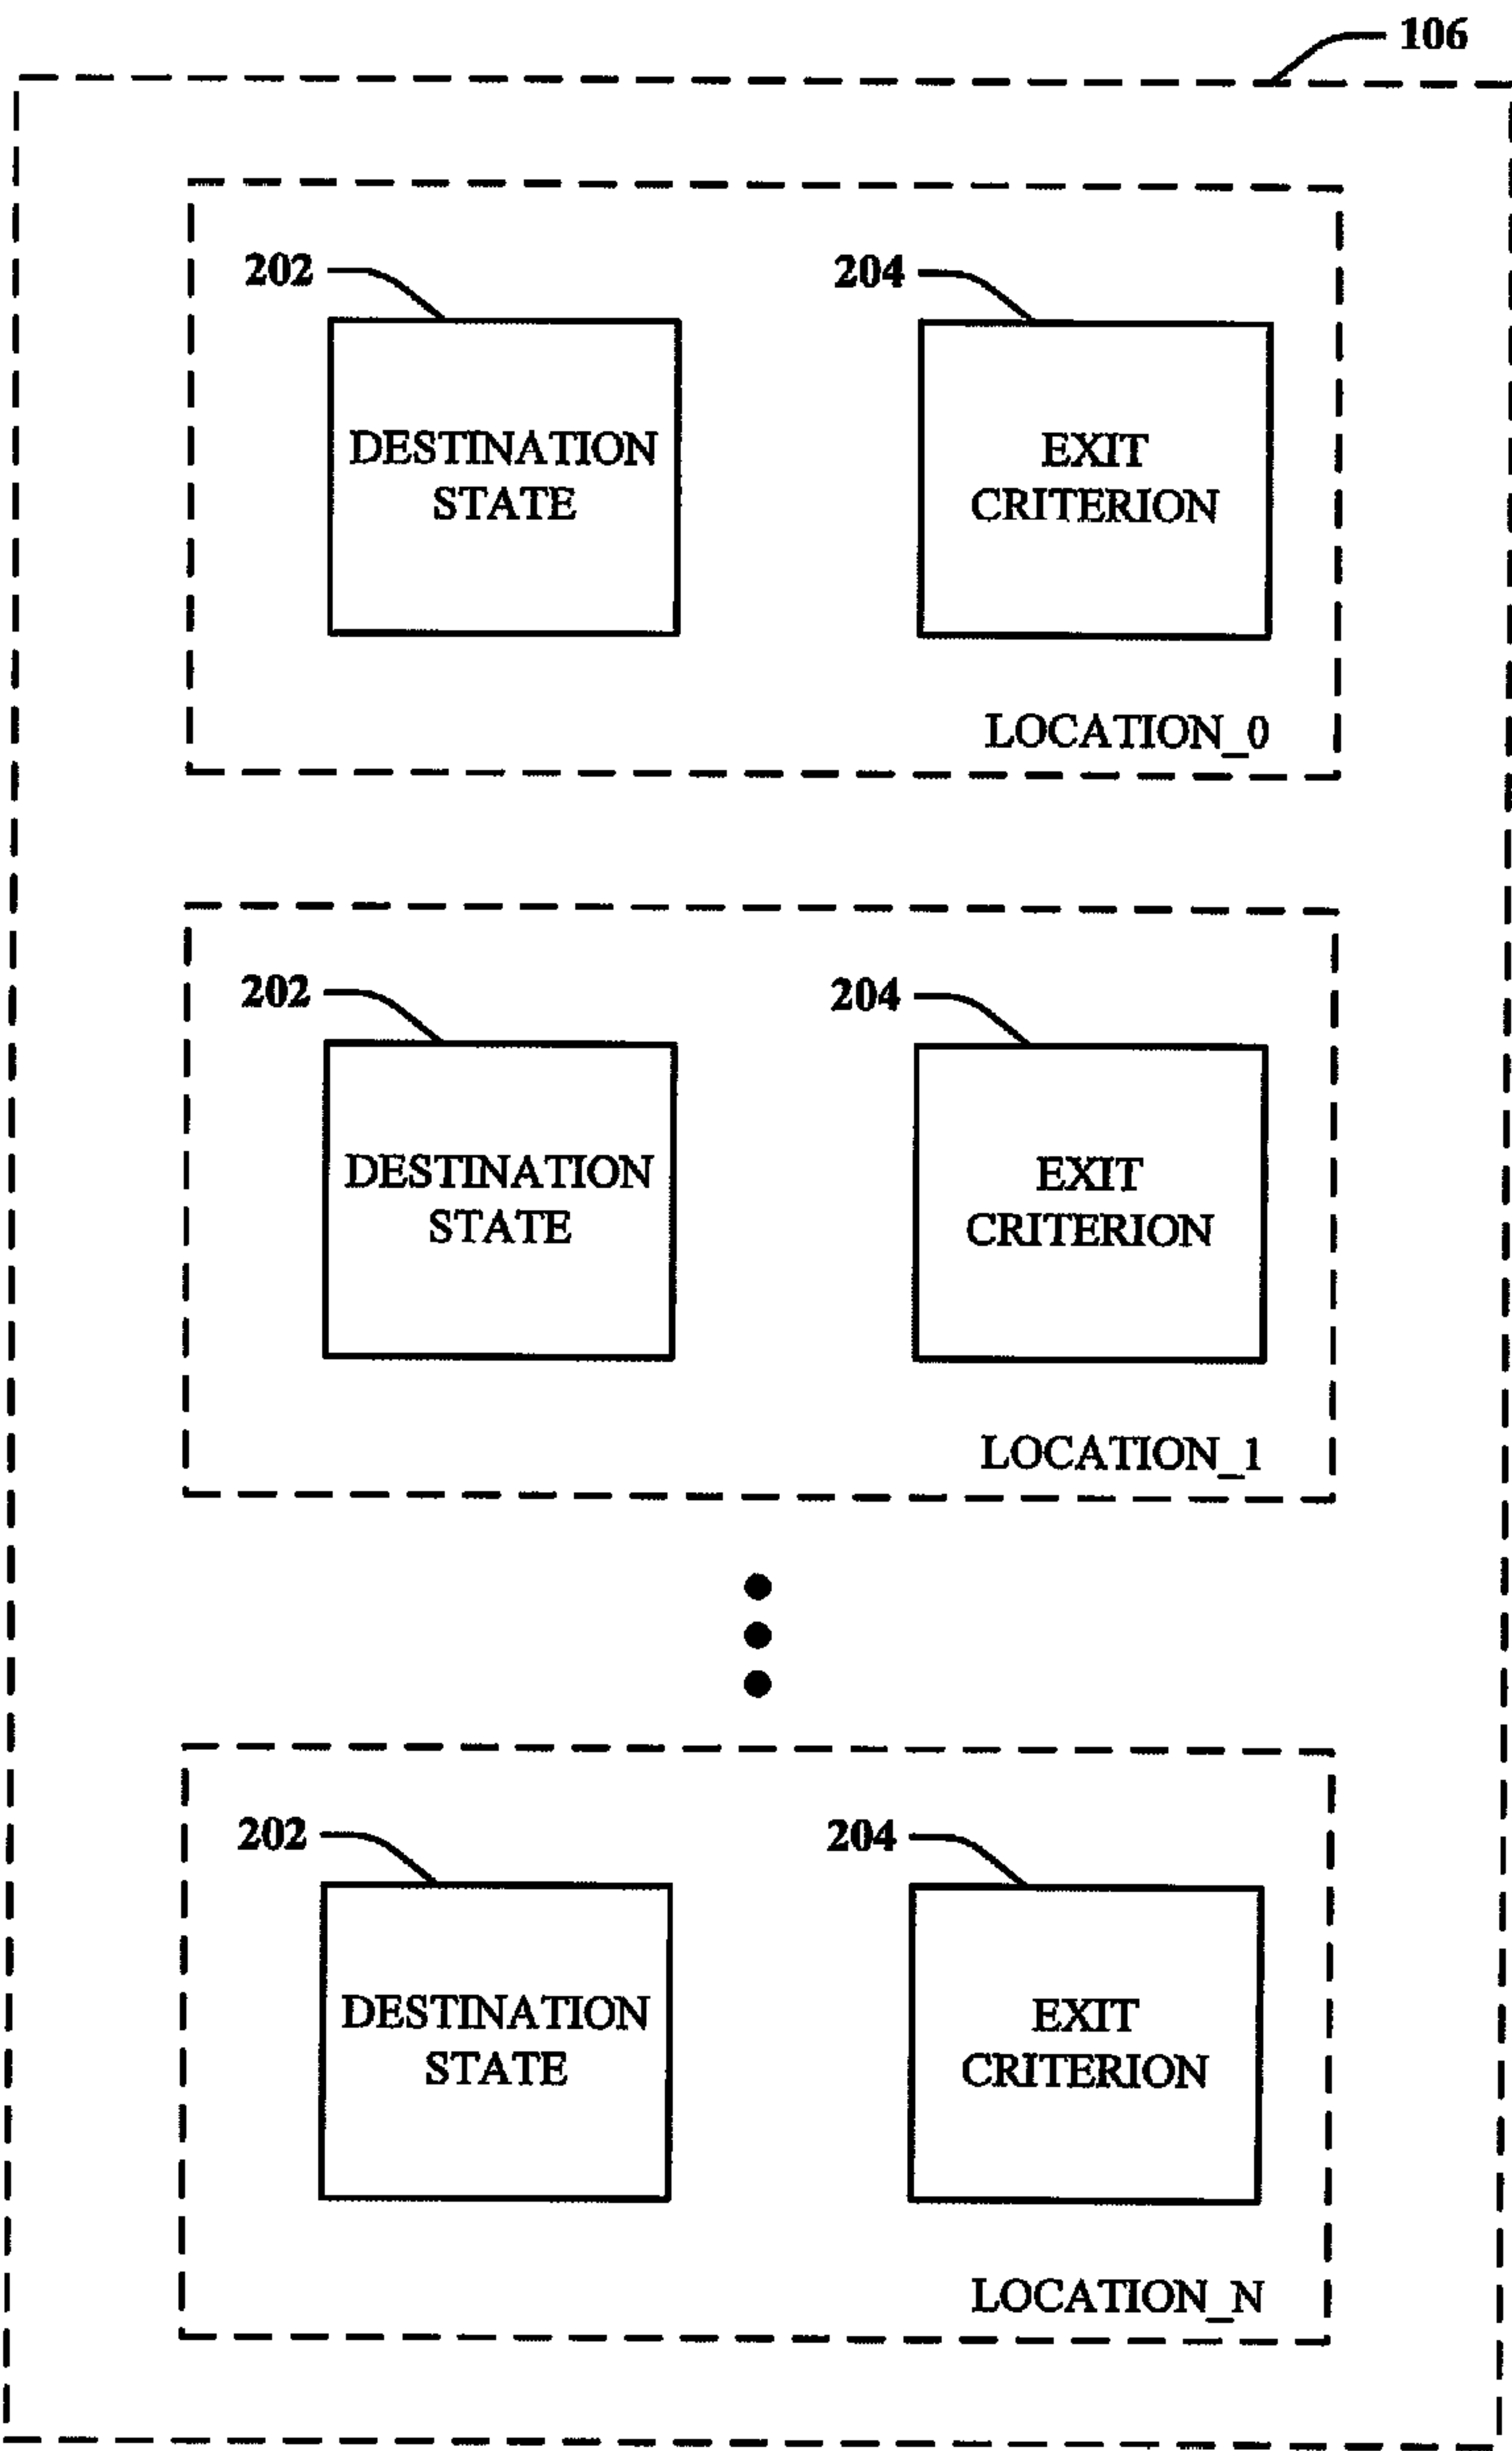 106
202
204
DESTINATION
STATE
EXIT
CRITERION
LOCATION_0
202
204
DESTINATION
STATE
EXIT
CRITERION
LOCATION_1
202
204
DESTINATION
STATE
EXIT
CRITERION
LOCATION_N